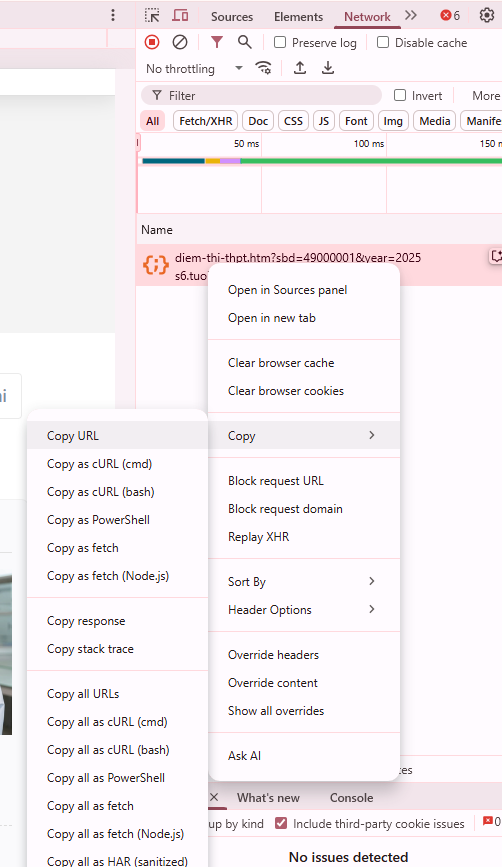 Sources Elements Network 6
Preserve log Disable cache
No throttling
Filter Invert More
All Fetch/XHR Doc CSS JS Font Img Media Manife
50 ms 100 ms 150 m
Name
diem-thi-thpt.htm?sbd=49000001&year=2025
s6.tuo
Open in Sources panel
Open in new tab
Clear browser cache
Clear browser cookies
Copy
Block request URL
Block request domain
Replay XHR
Sort By
Header Options
Override headers
Override content
Show all overrides
Ask AI
Copy URL
Copy as cURL (cmd)
Copy as cURL (bash)
Copy as PowerShell
Copy as fetch
Copy as fetch (Node.js)
Copy response
Copy stack trace
Copy all URLs
Copy all as cURL (cmd)
Copy all as cURL (bash)
Copy all as PowerShell
Copy all as fetch
Copy all as fetch (Node.js)
Copy all as HAR (sanitized)
ces
What's new Console
up by kind Include third-party cookie issues 0
No issues detected